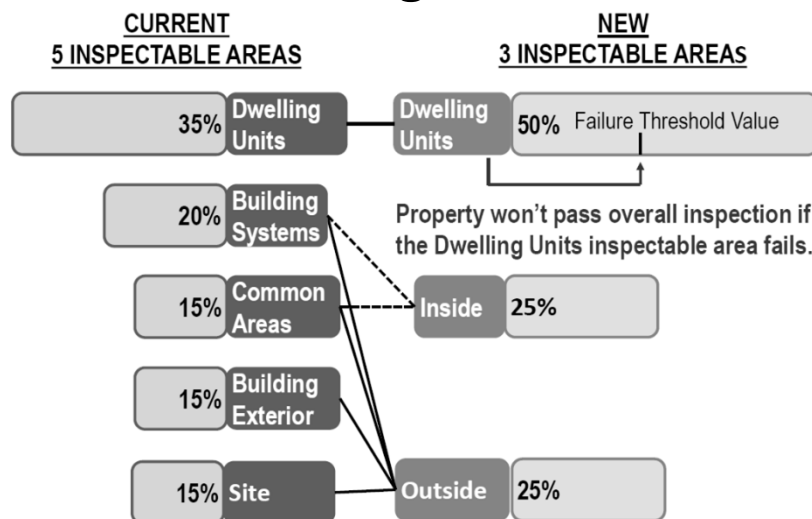 CURRENT
5 INSPECTABLE AREAS
NEW
3 INSPECTABLE AREAS
35% Dwelling
Units
Dwelling
Units
50% Failure Threshold Value
20% Building
Systems
Property won't pass overall inspection if
the Dwelling Units inspectable area fails.
15% Common
Areas
Inside 25%
15% Building
Exterior
15% Site
Outside 25%